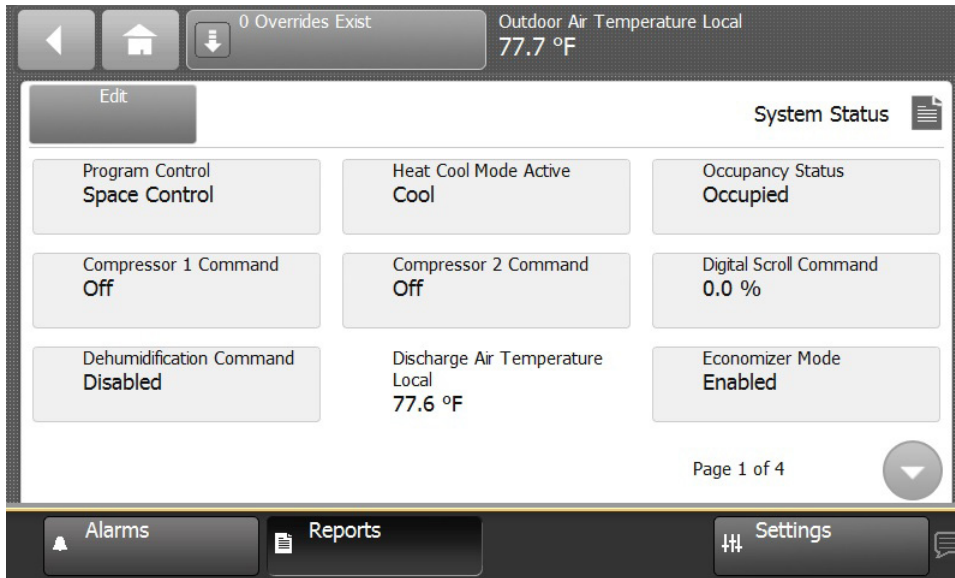 0 Overrides Exist
Outdoor Air Temperature Local
77.7 °F
Edit
System Status
Program Control
Space Control
Heat Cool Mode Active
Cool
Occupancy Status
Occupied
Compressor 1 Command
Off
Compressor 2 Command
Off
Digital Scroll Command
0.0 %
Dehumidification Command
Disabled
Discharge Air Temperature
Local
77.6 °F
Economizer Mode
Enabled
Page 1 of 4
Alarms
Reports
Settings